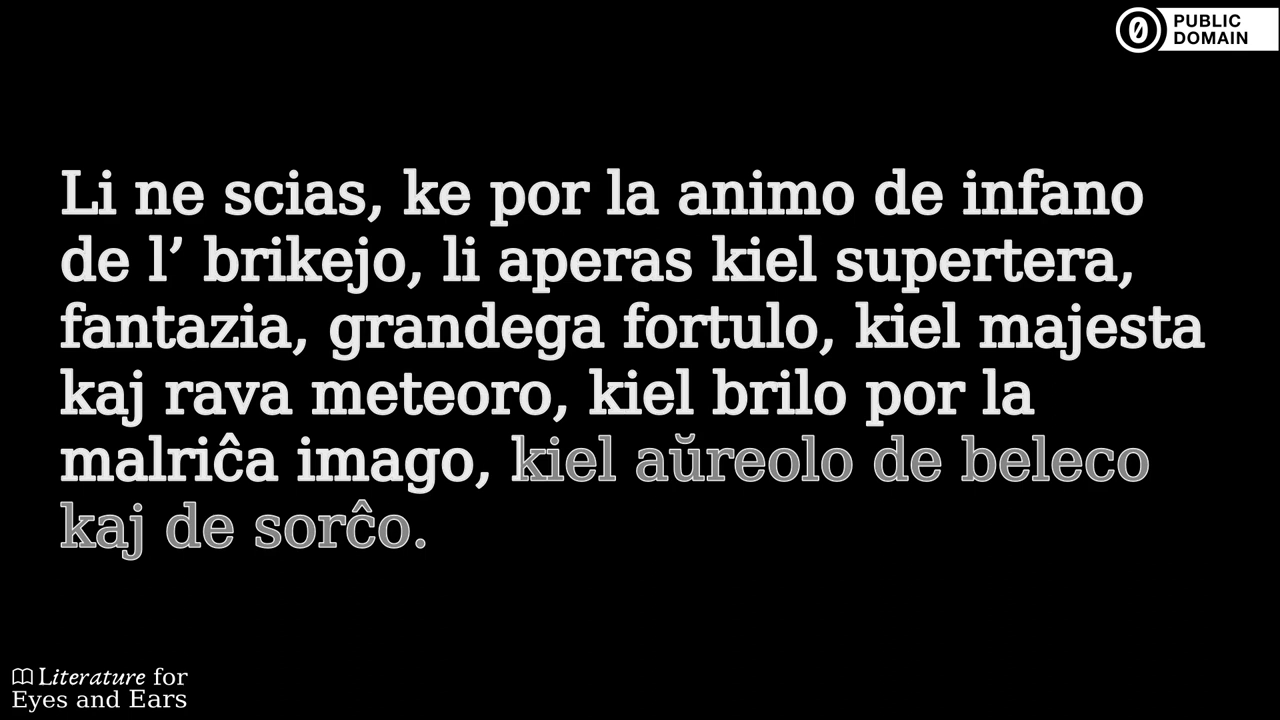 PUBLIC
DOMAIN
Li ne scias, ke por la animo de infano
de l’ brikejo, li aperas kiel supertera,
fantazia, grandega fortulo, kiel majesta
kaj rava meteoro, kiel brilo por la
malriĉa imago, kiel aŭreolo de beleco
kaj de sorĉo.
Literature for
Eyes and Ears